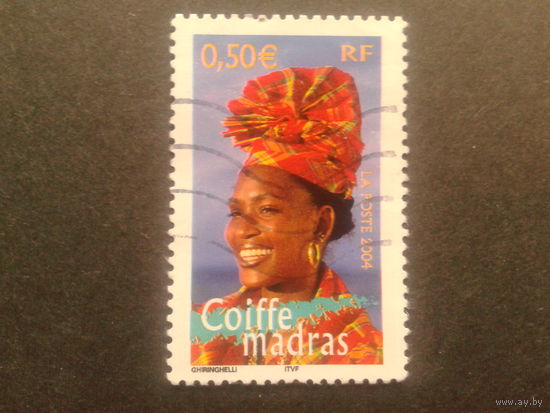 0,50€ RF
LA POSTE 2004
Coiffe
madras
GHIRINGHELLI ITVF
www.ay.by